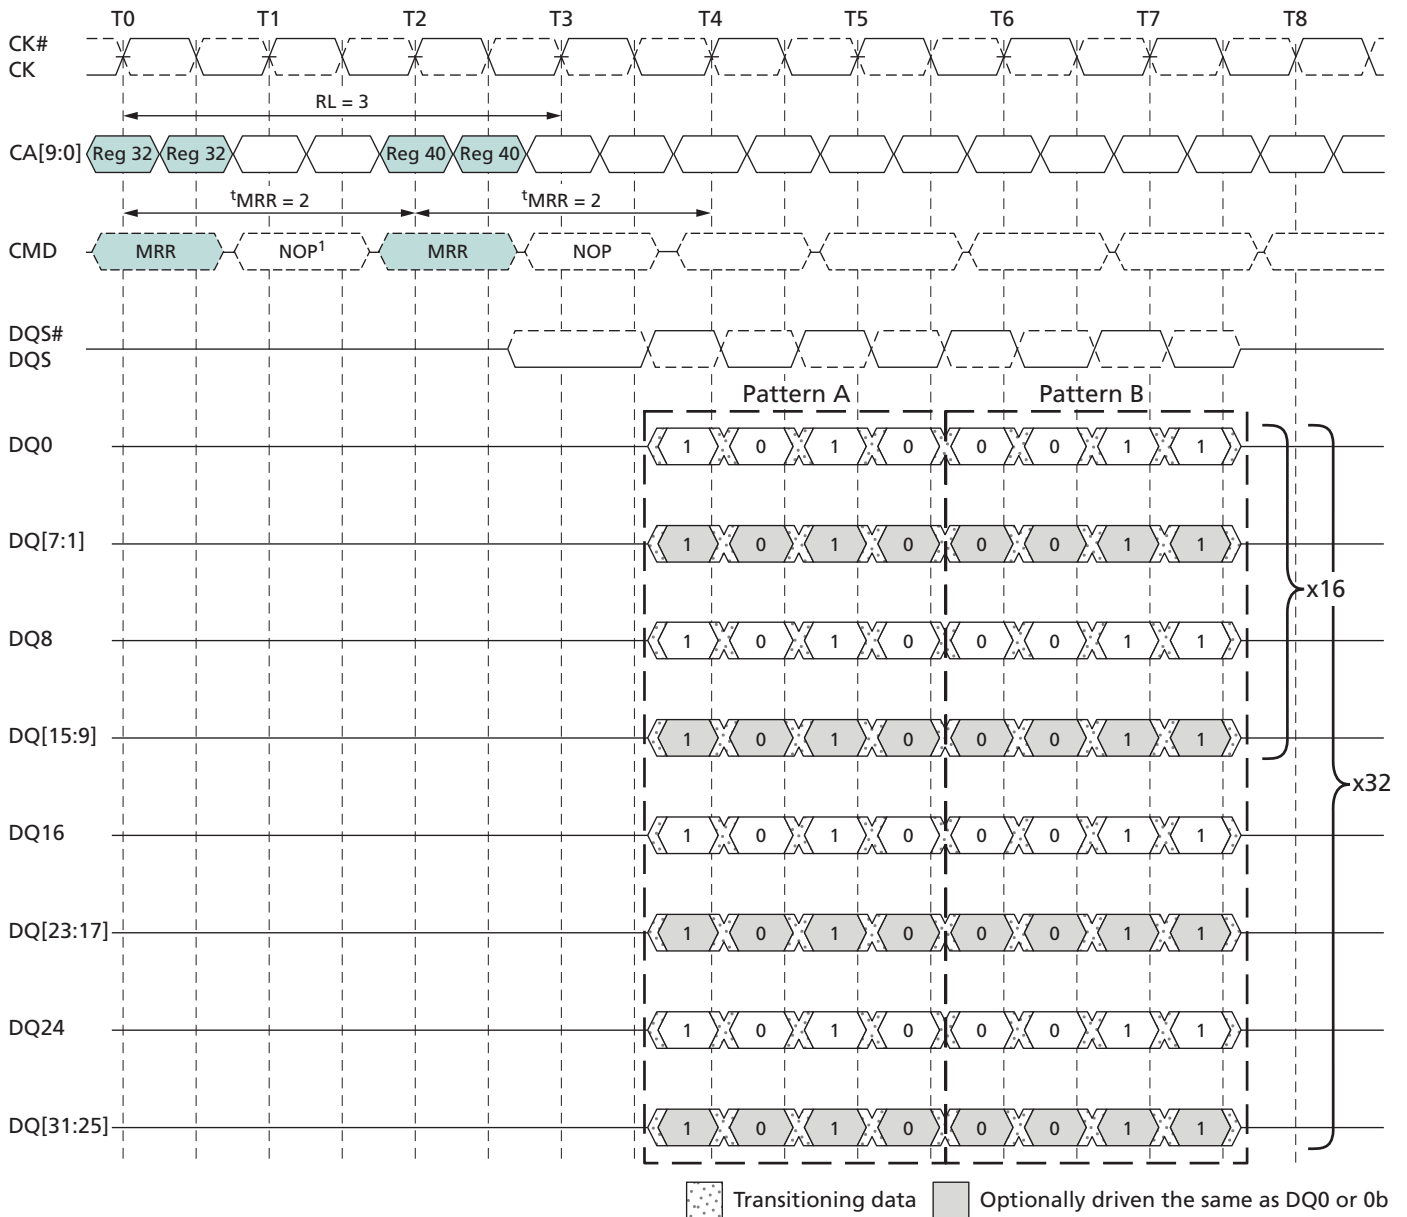 T0 T1 T2 T3 T4 T5 T6 T7 T8
CK#
CK
RL = 3
CA[9:0] Reg 32 Reg 32 Reg 40 Reg 40
tMRR = 2 tMRR = 2
CMD MRR NOP1 MRR NOP
DQS#
DQS
Pattern A Pattern B
DQ0 1 0 1 0 0 0 1 1
DQ[7:1] 1 0 1 0 0 0 1 1
x16
DQ8 1 0 1 0 0 0 1 1
DQ[15:9] 1 0 1 0 0 0 1 1
x32
DQ16 1 0 1 0 0 0 1 1
DQ[23:17] 1 0 1 0 0 0 1 1
DQ24 1 0 1 0 0 0 1 1
DQ[31:25] 1 0 1 0 0 0 1 1
Transitioning data Optionally driven the same as DQ0 or 0b